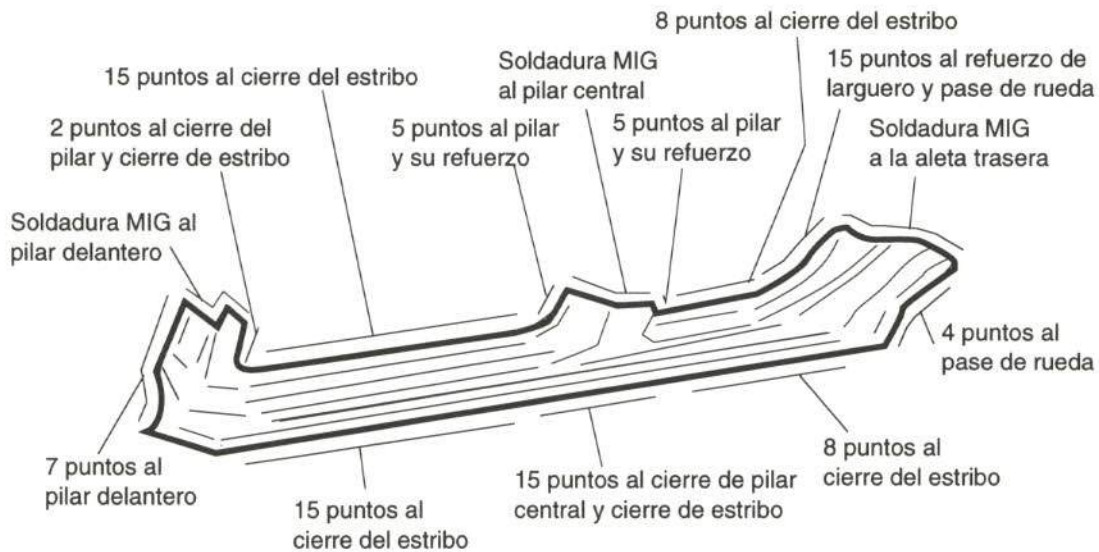 8 puntos al cierre del estribo
Soldadura MIG
al pilar central
15 puntos al refuerzo de
larguero y pase de rueda
15 puntos al cierre del estribo
2 puntos al cierre del
pilar y cierre de estribo
5 puntos al pilar
y su refuerzo
5 puntos al pilar
y su refuerzo
Soldadura MIG
a la aleta trasera
Soldadura MIG al
pilar delantero
4 puntos al
pase de rueda
7 puntos al
pilar delantero
15 puntos al
cierre del estribo
15 puntos al cierre de pilar
central y cierre de estribo
8 puntos al
cierre del estribo